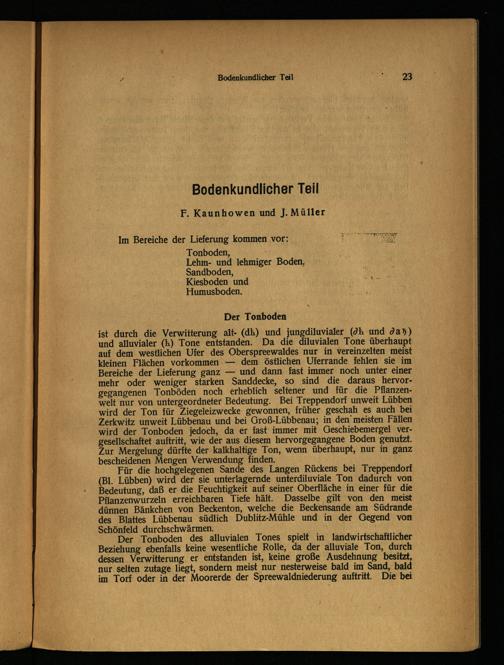 Bodenkundlicher Teil 23
Bodenkundlicher Teil
F. Kaunhowen und J. Müller
Im Bereiche der Lieferung kommen vor:
Tonboden,
Lehm- und lehmiger Boden,
Sandboden,
Kiesboden und
Humusboden.
Der Tonboden
ist durch die Verwitterung alt- (dh) und jungdiluvialer (∂h und ∂ah)
und alluvialer (h) Tone entstanden. Da die diluvialen Tone überhaupt
auf dem westlichen Ufer des Oberspreewaldes nur in vereinzelten meist
kleinen Flächen vorkommen — dem östlichen Uferrande fehlen sie im
Bereiche der Lieferung ganz — und dann fast immer noch unter einer
mehr oder weniger starken Sanddecke, so sind die daraus hervor-
gegangenen Tonböden noch erheblich seltener und für die Pflanzen-
welt nur von untergeordneter Bedeutung. Bei Treppendorf unweit Lübben
wird der Ton für Ziegeleizwecke gewonnen, früher geschah es auch bei
Zerkwitz unweit Lübbenau und bei Groß-Lübbenau; in den meisten Fällen
wird der Tonboden jedoch, da er fast immer mit Geschiebemergel ver-
gesellschaftet auftritt, wie der aus diesem hervorgegangene Boden genutzt.
Zur Mergelung dürfte der kalkhaltige Ton, wenn überhaupt, nur in ganz
bescheidenen Mengen Verwendung finden.
Für die hochgelegenen Sande des Langen Rückens bei Treppendorf
(Bl. Lübben) wird der sie unterlagernde unterdiluviale Ton dadurch von
Bedeutung, daß er die Feuchtigkeit auf seiner Oberfläche in einer für die
Pflanzenwurzeln erreichbaren Tiefe hält. Dasselbe gilt von den meist
dünnen Bänkchen von Beckenton, welche die Beckensande am Südrande
des Blattes Lübbenau südlich Dublitz-Mühle und in der Gegend von
Schönfeld durchschwärmen.
Der Tonboden des alluvialen Tones spielt in landwirtschaftlicher
Beziehung ebenfalls keine wesentliche Rolle, da der alluviale Ton, durch
dessen Verwitterung er entstanden ist, keine große Ausdehnung besitzt,
nur selten zutage liegt, sondern meist nur nesterweise bald im Sand, bald
im Torf oder in der Moorerde der Spreewaldniederung auftritt. Die bei